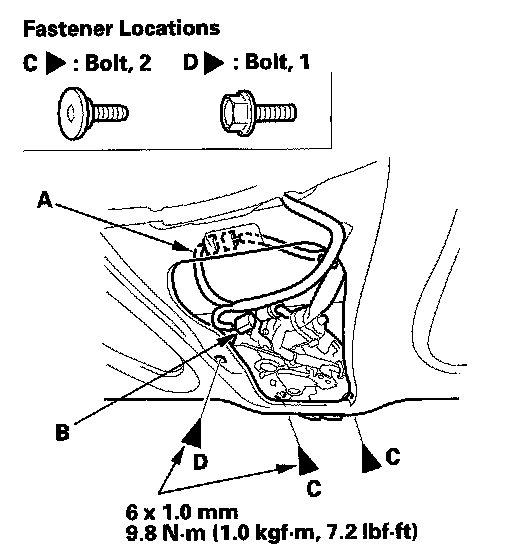 Fastener Locations
C ▶ : Bolt, 2 D ▶ : Bolt, 1
A
B
D
C
C
6 x 1.0 mm
9.8 N·m (1.0 kgf·m, 7.2 lbf·ft)